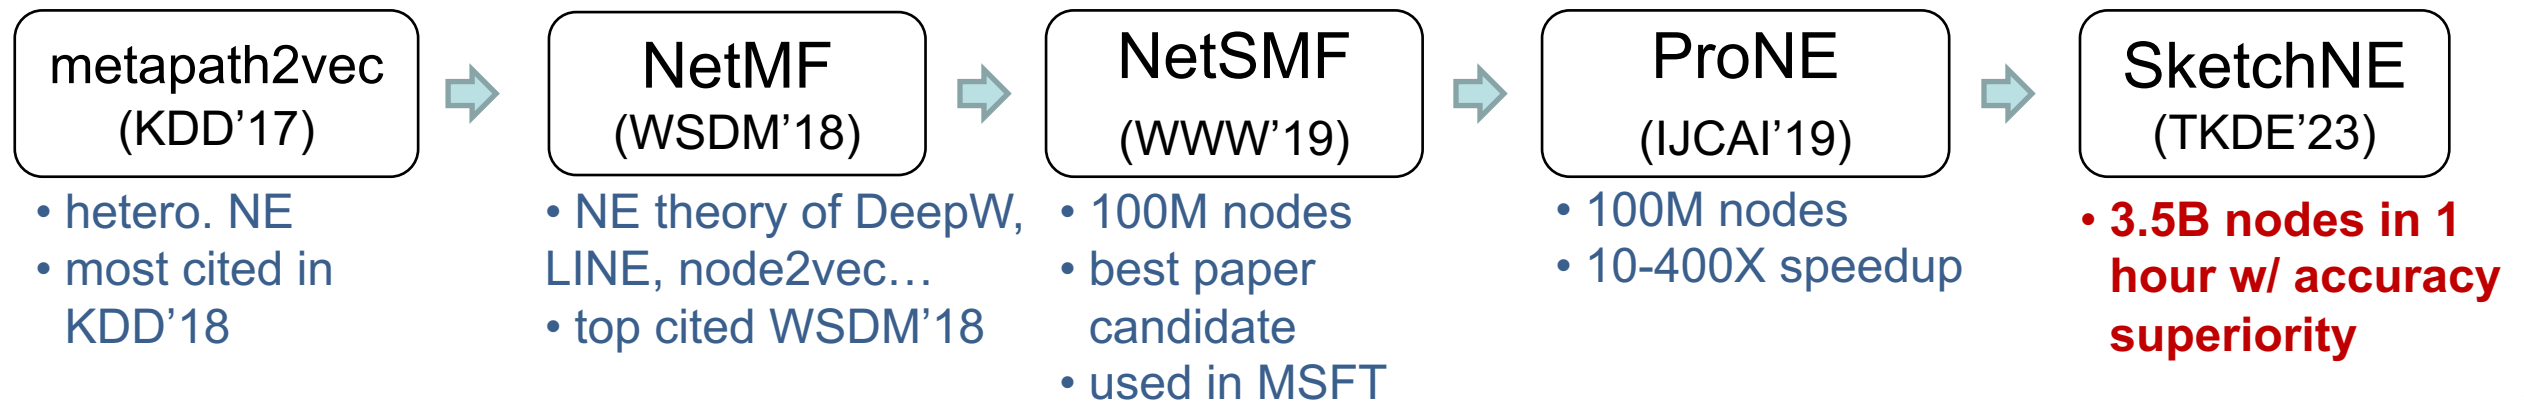 metapath2vec
(KDD’17)
• hetero. NE
• most cited in
KDD’18
NetMF
(WSDM’18)
• NE theory of DeepW,
LINE, node2vec…
• top cited WSDM’18
NetSMF
(WWW’19)
• 100M nodes
• best paper
candidate
• used in MSFT
ProNE
(IJCAI’19)
• 100M nodes
• 10-400X speedup
SketchNE
(TKDE’23)
• 3.5B nodes in 1
hour w/ accuracy
superiority